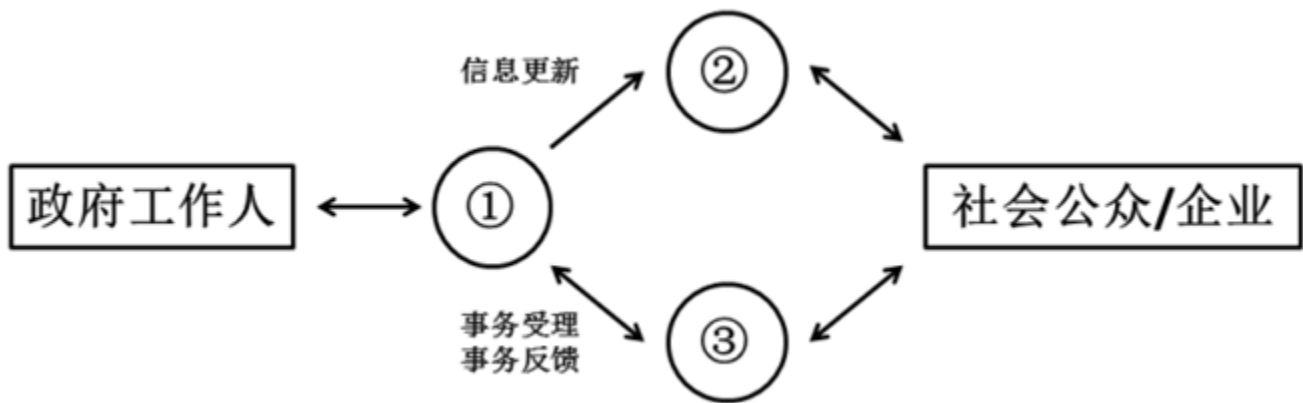 信息更新
②
政府工作人
①
社会公众/企业
事务受理
事务反馈
③